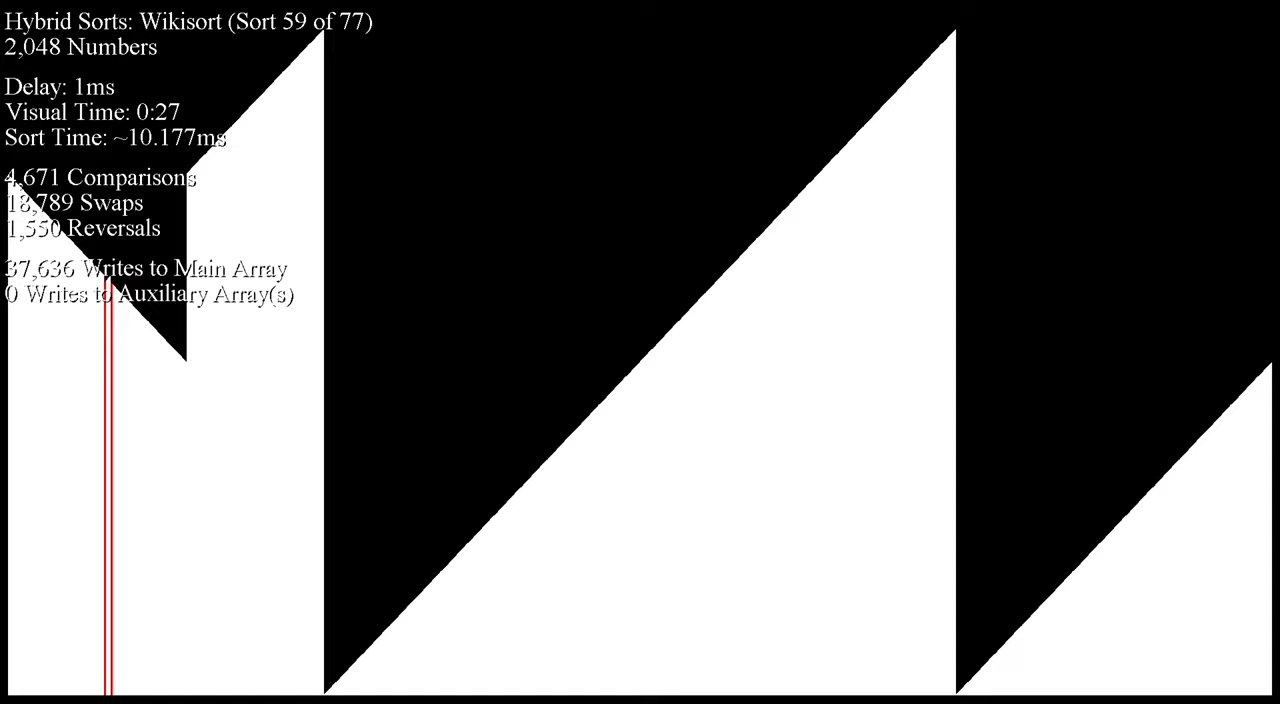 Hybrid Sorts: Wikisort (Sort 59 of 77)
2,048 Numbers
Delay: 1ms
Visual Time: 0:27
Sort Time: ~10.177ms
4,671 Comparisons
18,789 Swaps
1,550 Reversals
37,636 Writes to Main Array
0 Writes to Auxiliary Array(s)